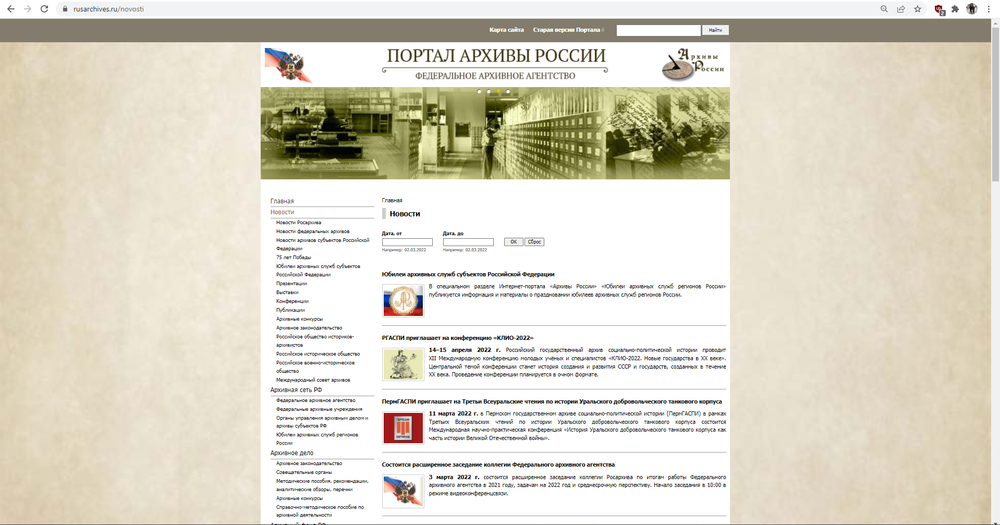 rusarchives.ru/novosti
2
Карта сайта
Старая версия Портала
Найти
ПОРТАЛ АРХИВЫ РОССИИ
ФЕДЕРАЛЬНОЕ АРХИВНОЕ АГЕНТСТВО
Архивы
России
Главная
Новости
Новости Росархива
Новости федеральных архивов
Новости архивов субъектов Российской
Федерации
75 лет Победы
Юбилеи архивных служб субъектов
Российской Федерации
Презентации
Выставки
Конференции
Публикации
Архивные конкурсы
Архивное законодательство
Российское общество историков-
архивистов
Российское историческое общество
Российское военно-историческое
общество
Международный совет архивов
Архивная сеть РФ
Федеральное архивное агентство
Федеральные архивные учреждения
Органы управления архивным делом и
архивы субъектов РФ
Юбилеи архивных служб регионов
России
Архивное дело
Архивное законодательство
Совещательные органы
Методические пособия, рекомендации,
аналитические обзоры, перечни
Архивные конкурсы
Справочно-методическое пособие по
архивной деятельности
Архивный фонд РФ
Главная
Новости
Дата, от
Дата, до
OK
Сброс
Например: 02.03.2022
Например: 02.03.2022
Юбилеи архивных служб субъектов Российской Федерации
В специальном разделе Интернет-портала «Архивы России» «Юбилеи архивных служб регионов России»
публикуется информация и материалы о праздновании юбилеев архивных служб регионов России.
РГАСПИ приглашает на конференцию «КЛИО-2022»
14–15 апреля 2022 г. Российский государственный архив социально-политической истории проводит
XII Международную конференцию молодых учёных и специалистов «КЛИО-2022. Новые государства в XX веке».
Центральной темой конференции станет история создания и развития СССР и государств, созданных в течение
XX века. Проведение конференции планируется в очном формате.
ПермГАСПИ приглашает на Третьи Всеуральские чтения по истории Уральского добровольческого танкового корпуса
ПЕРМСКИЙ
ПАРТАРХИВ
11 марта 2022 г. в Пермском государственном архиве социально-политической истории (ПермГАСПИ) в рамках
Третьих Всеуральских чтений по истории Уральского добровольческого танкового корпуса состоится
Международная научно-практическая конференция «История Уральского добровольческого танкового корпуса как
часть истории Великой Отечественной войны».
Состоится расширенное заседание коллегии Федерального архивного агентства
3 марта 2022 г. состоится расширенное заседание коллегии Росархива по итогам работы Федерального
архивного агентства в 2021 году, задачам на 2022 год и среднесрочную перспективу. Начало заседания в 10:00 в
режиме видеоконференцсвязи.